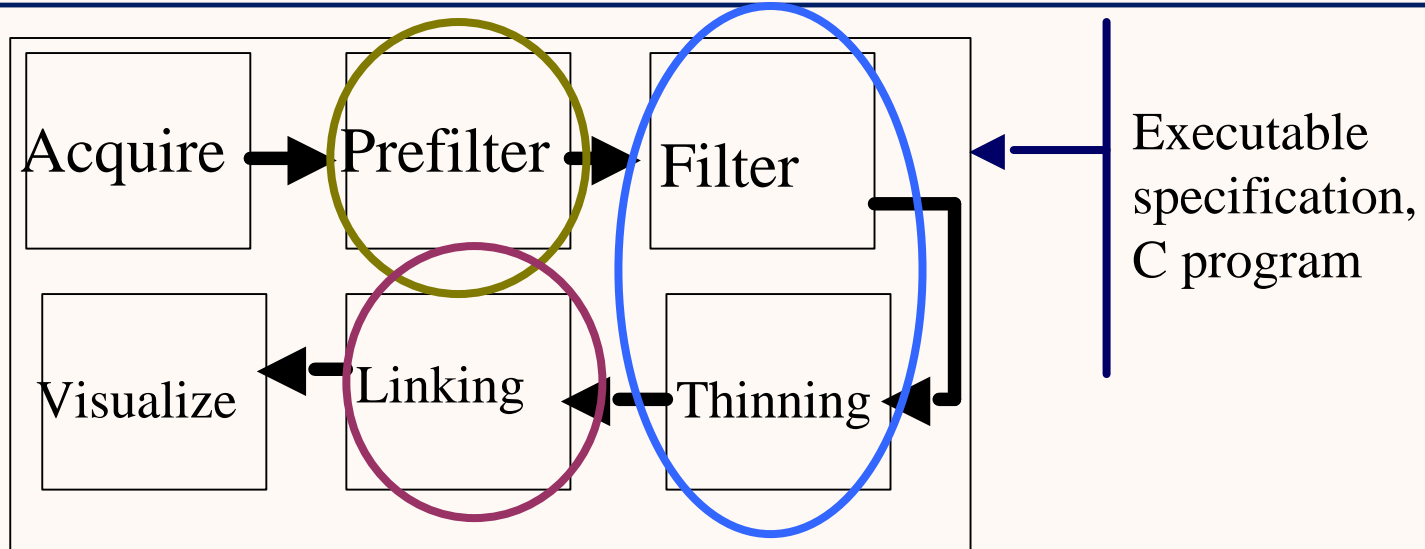 Acquire
Prefilter
Filter
Executable
specification,
C program
Visualize
Linking
Thinning